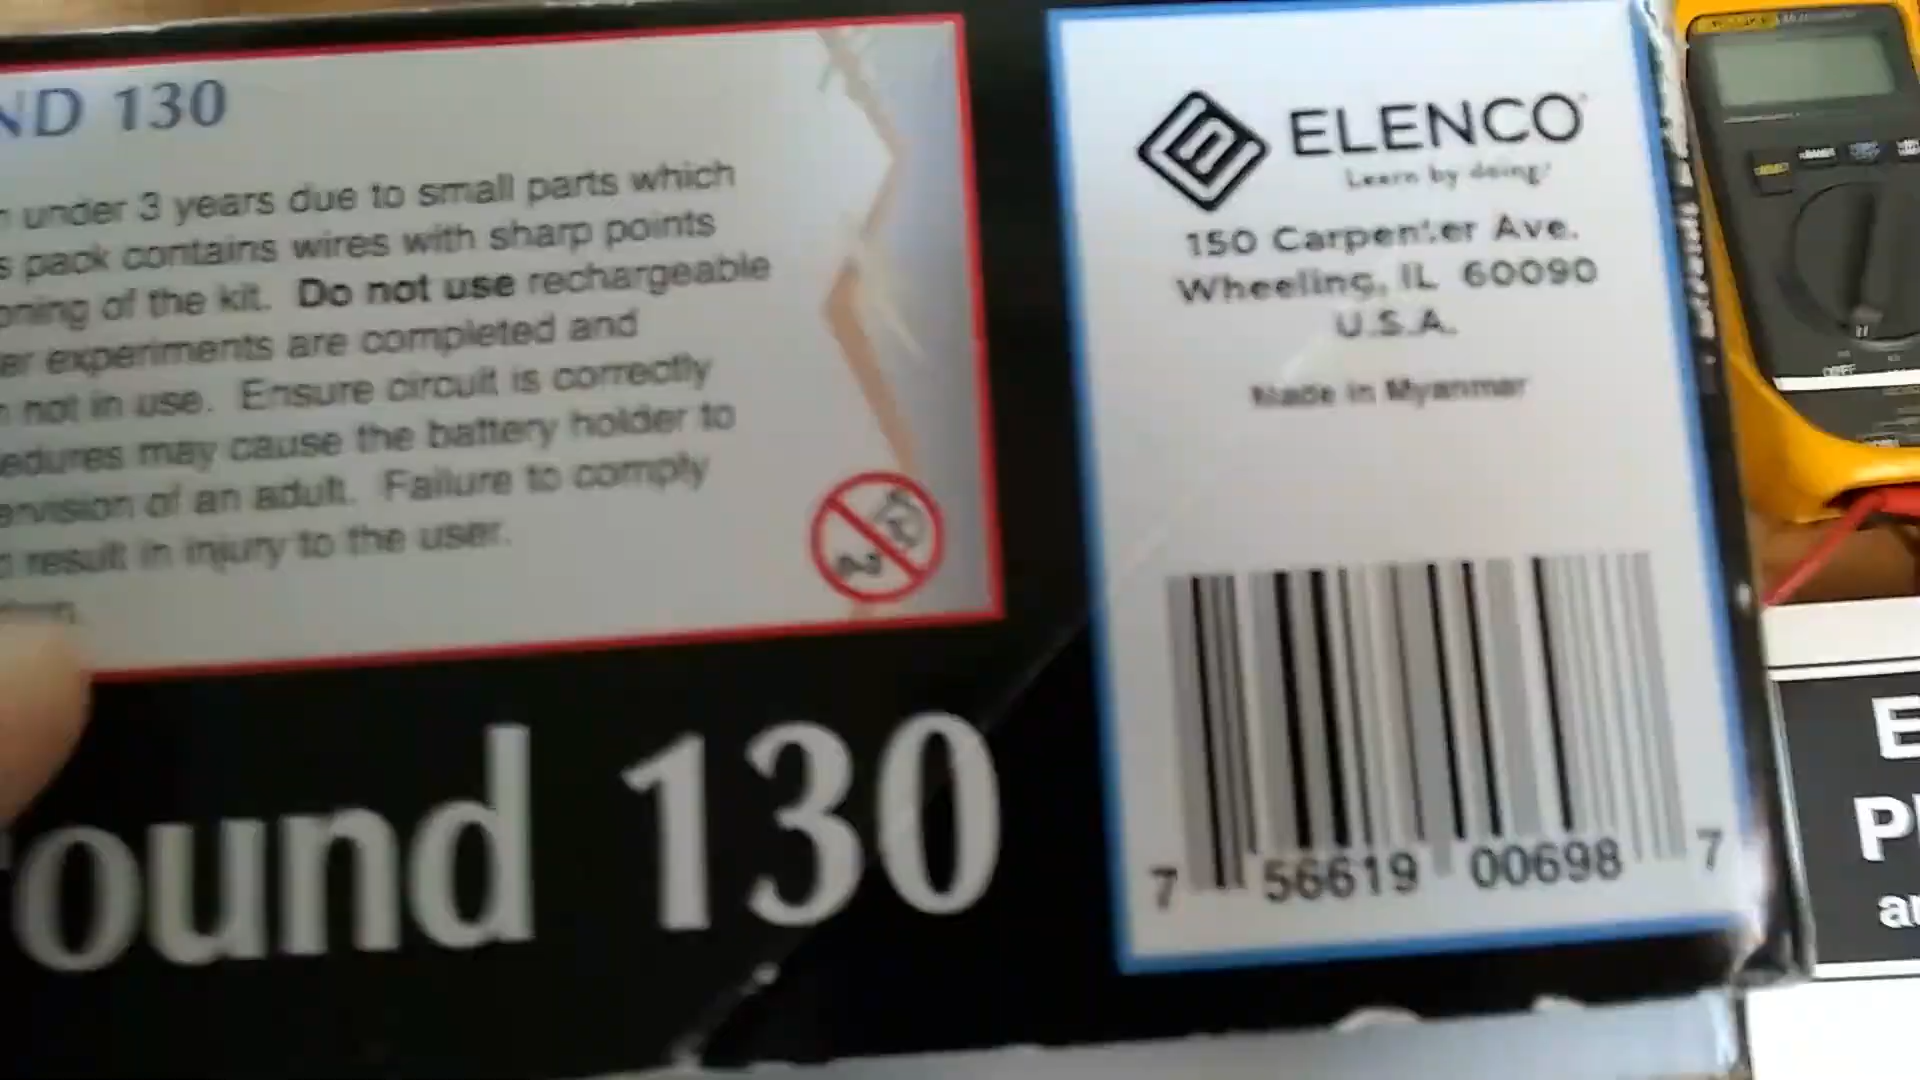 ND 130
under 3 years due to small parts which
s pack contains wires with sharp points
oning of the kit. Do not use rechargeable
er experiments are completed and
n not in use. Ensure circuit is correctly
edures may cause the battery holder to
ervision of an adult. Failure to comply
result in injury to the user.
ound 130
ELENCO
Learn by doing!
150 Carpenter Ave.
Wheeling, IL 60090
U.S.A.
Made in Myanmar
7 56619 00698 7
E
P
a
OFF